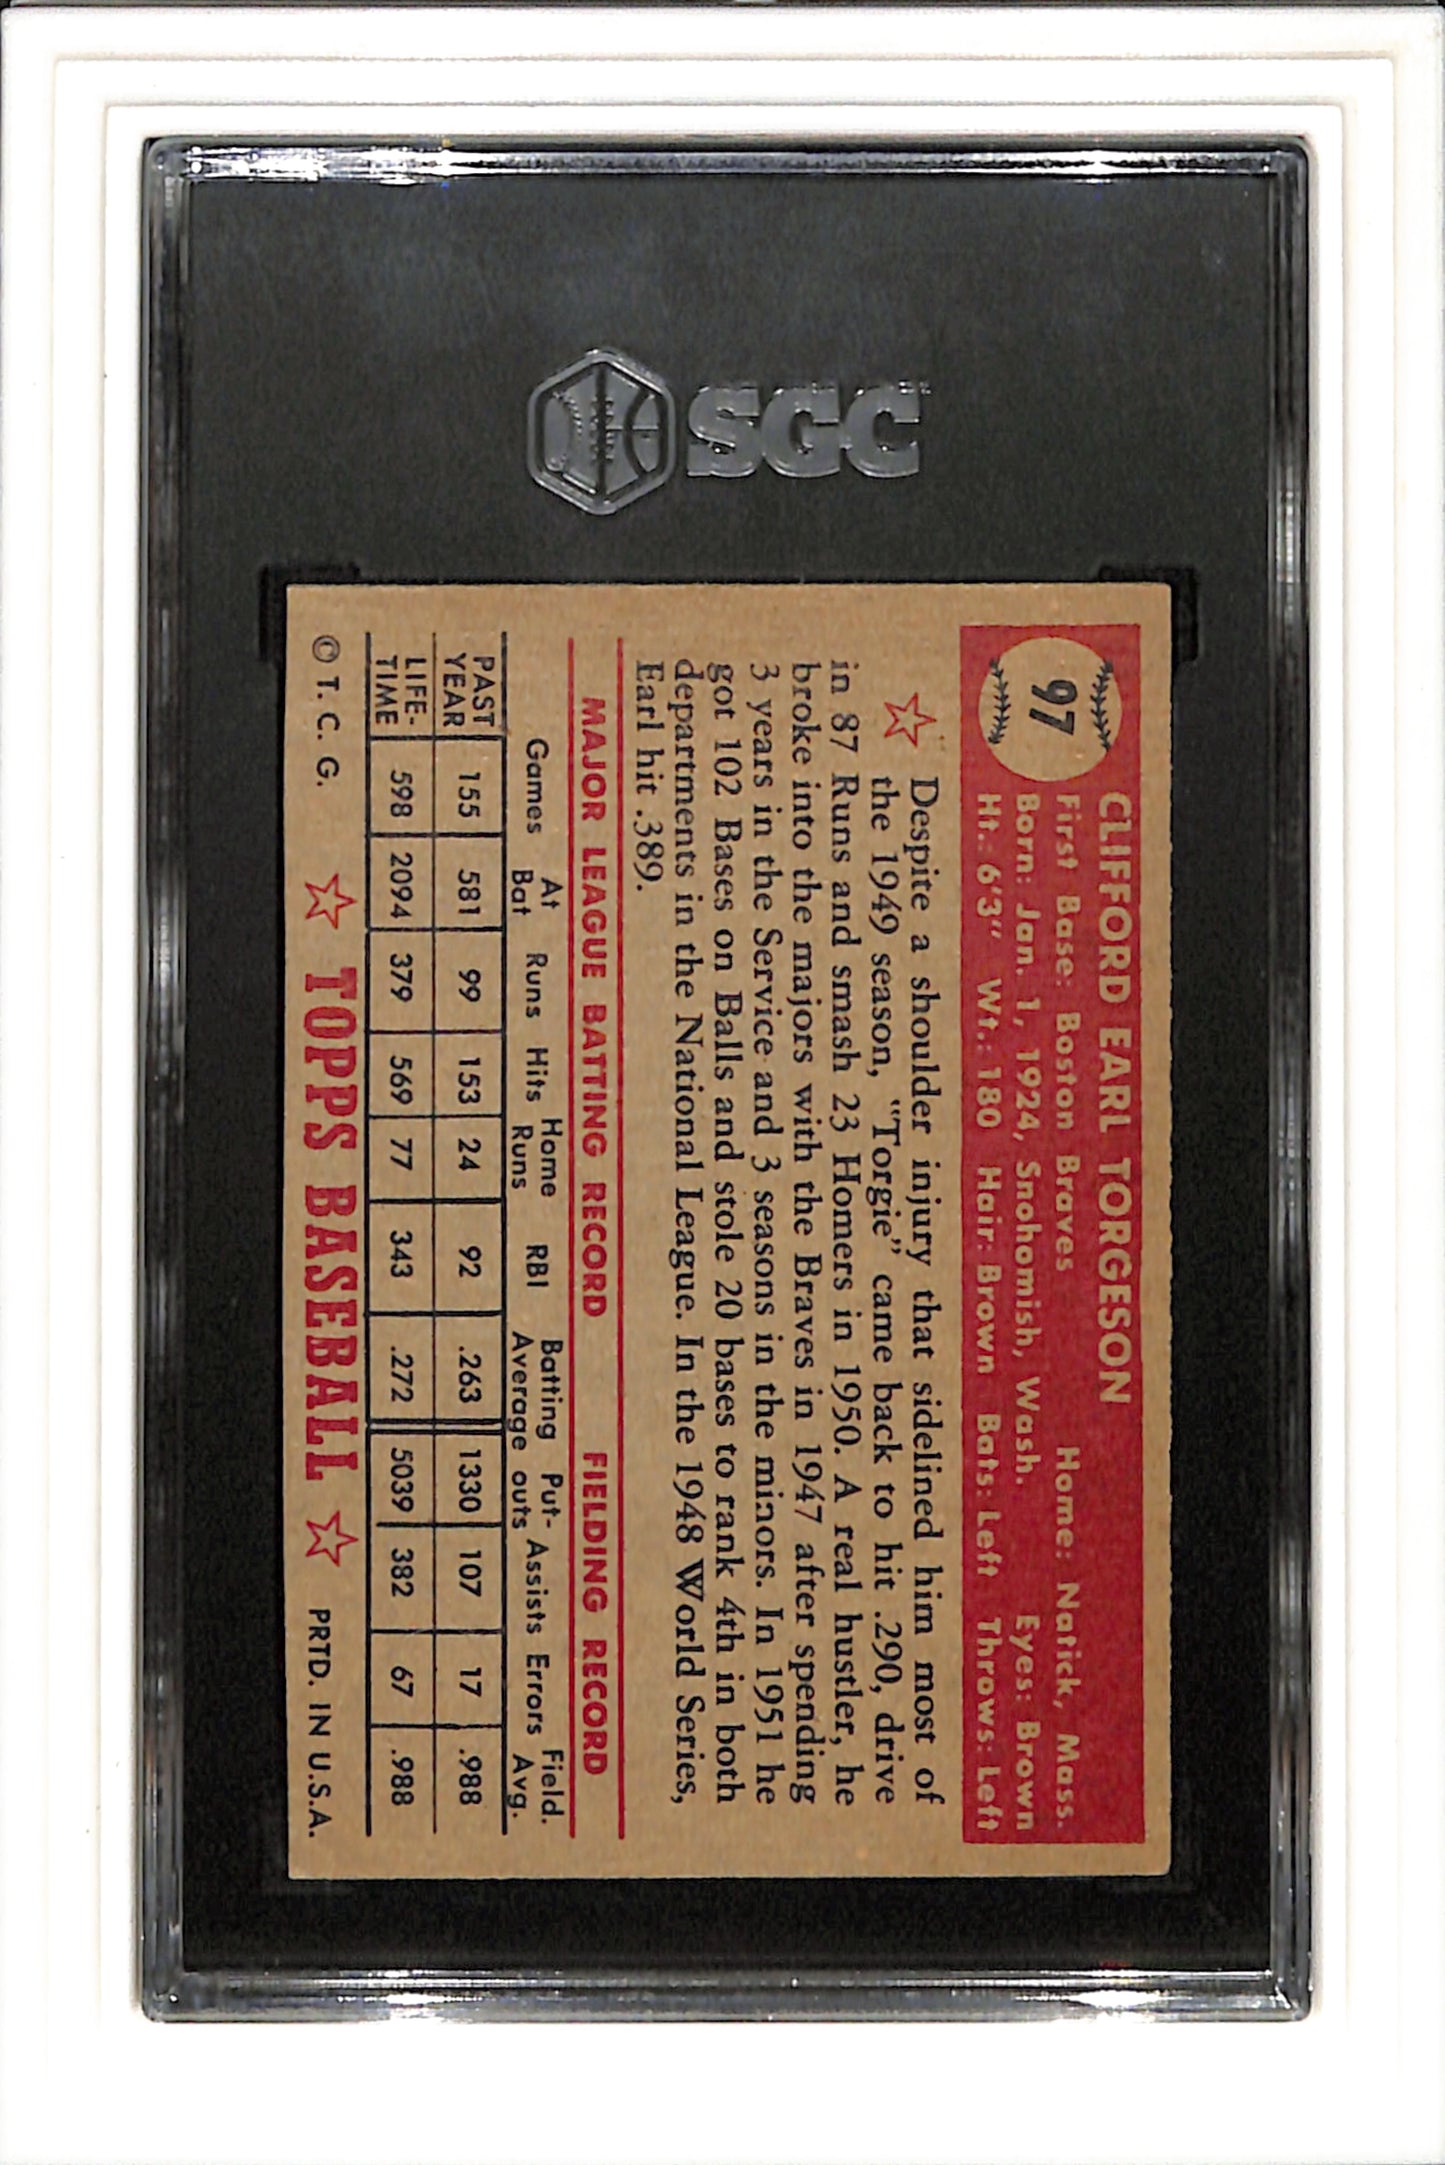 SGC
97
CLIFFORD EARL TORGESON
First Base: Boston Braves Home: Natick, Mass.
Born: Jan. 1, 1924, Snohomish, Wash. Eyes: Brown
Ht.: 6'3" Wt.: 180 Hair: Brown Bats: Left Throws: Left
Despite a shoulder injury that sidelined him most of
the 1949 season, "Torgie" came back to hit .290, drive
in 87 Runs and smash 23 Homers in 1950. A real hustler, he
broke into the majors with the Braves in 1947 after spending
3 years in the Service and 3 seasons in the minors. In 1951 he
got 102 Bases on Balls and stole 20 bases to rank 4th in both
departments in the National League. In the 1948 World Series,
Earl hit .389.
MAJOR LEAGUE BATTING RECORD FIELDING RECORD
Games At Bat Runs Hits Home Runs RBI Batting Average Put-outs Assists Errors Field. Avg.
PAST YEAR 155 581 99 153 24 92 .263 1330 107 17 .988
LIFE-TIME 598 2094 379 569 77 343 .272 5039 382 67 .988
© T. C. G. TOPPS BASEBALL PRTD. IN U.S.A.